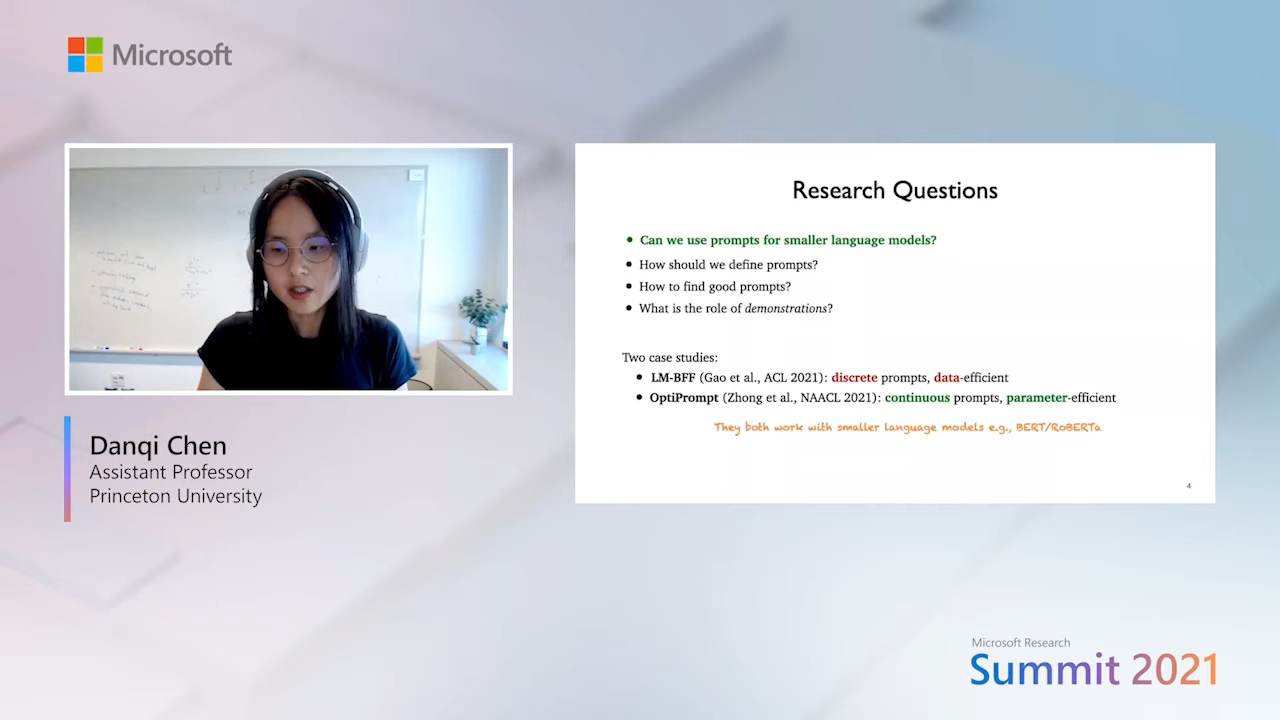 Microsoft
Research Questions
• Can we use prompts for smaller language models?
• How should we define prompts?
• How to find good prompts?
• What is the role of demonstrations?
Two case studies:
• LM-BFF (Gao et al., ACL 2021): discrete prompts, data-efficient
• OptiPrompt (Zhong et al., NAACL 2021): continuous prompts, parameter-efficient
They both work with smaller language models e.g., BERT/RoBERTa
4
Danqi Chen
Assistant Professor
Princeton University
Microsoft Research
Summit 2021